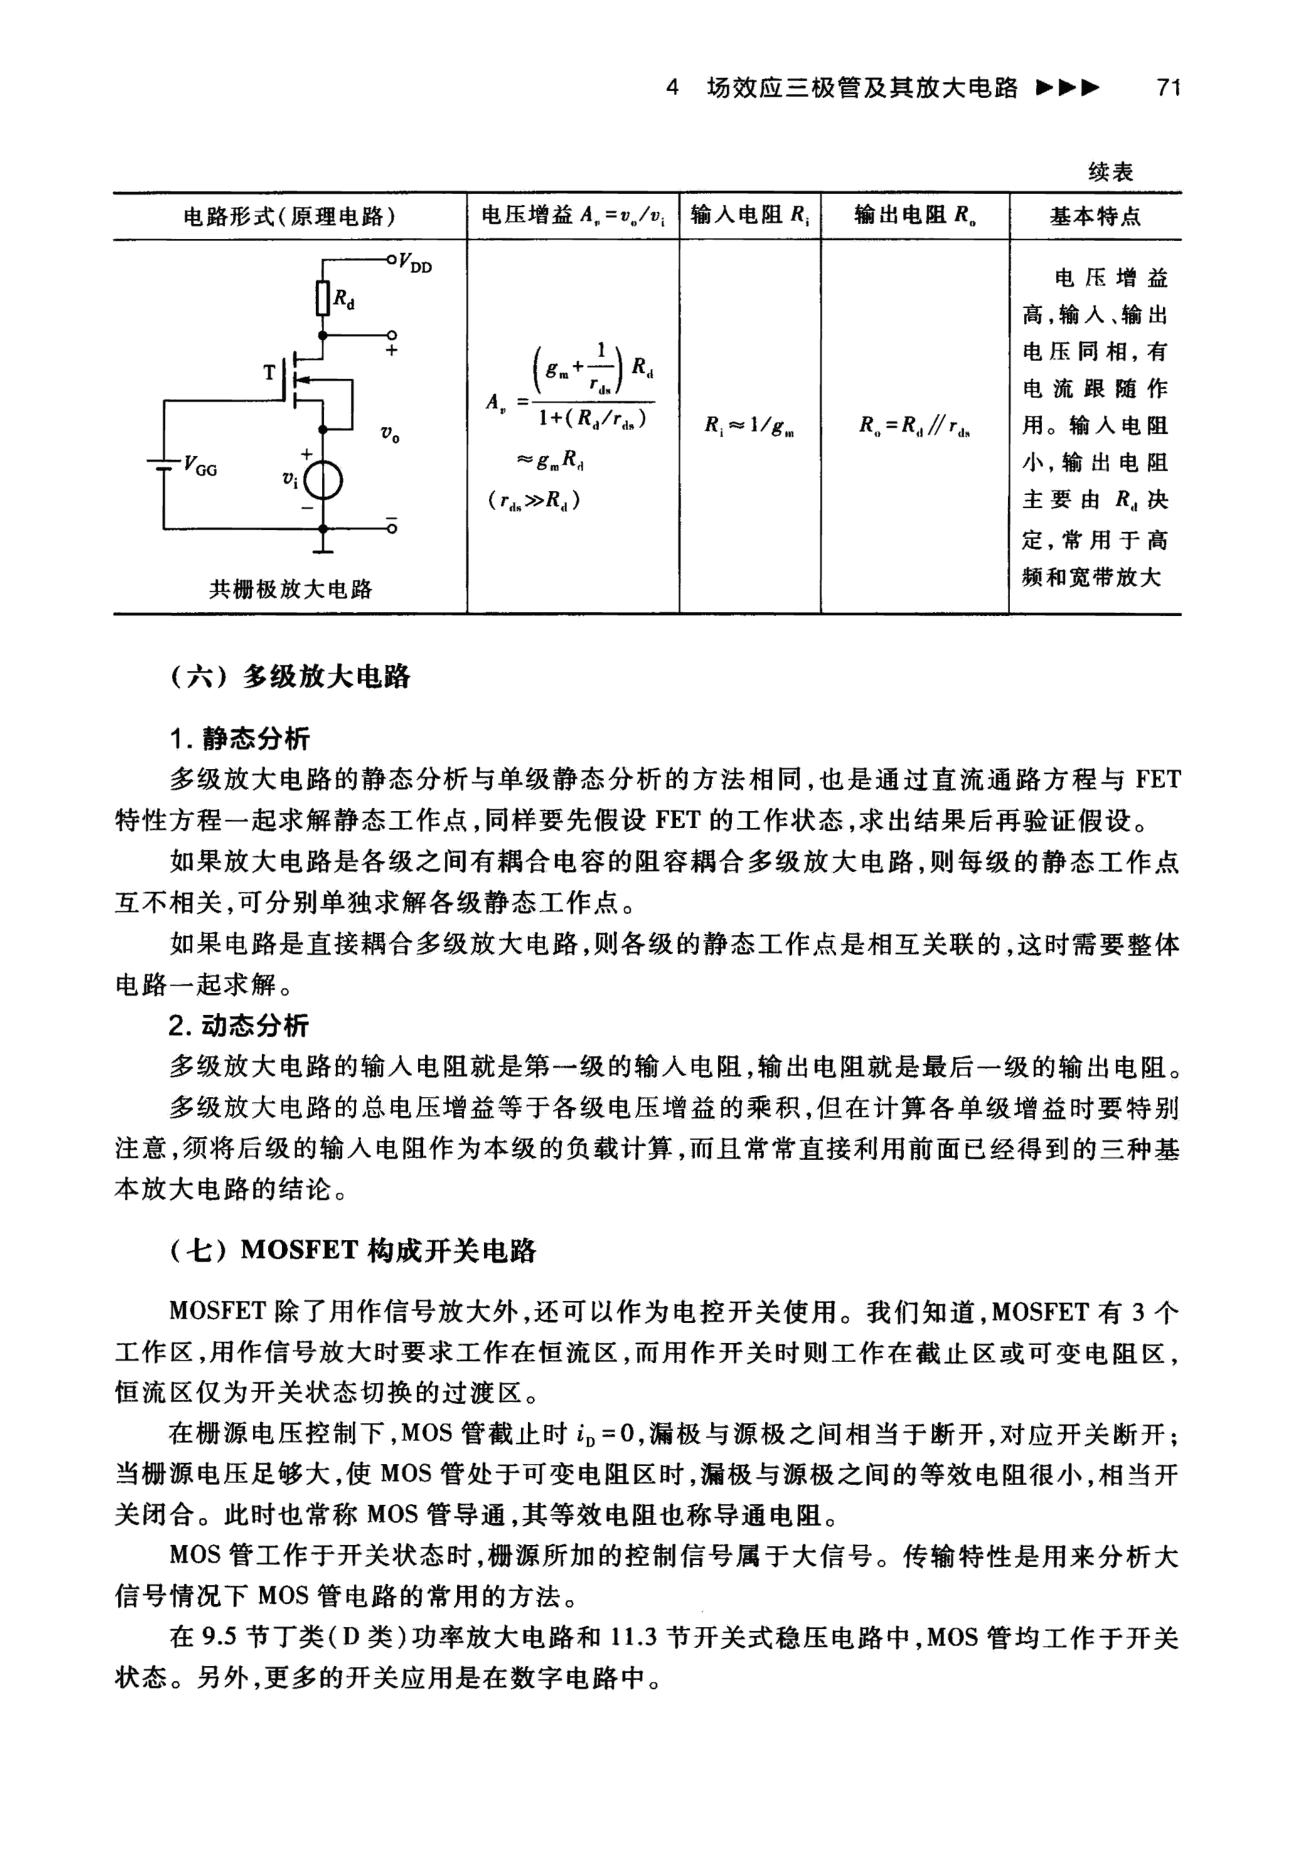 4 场效应三极管及其放大电路 ▶▶▶ 71
续表
电路形式(原理电路) 电压增益 Aᵥ=vₒ/vᵢ 输入电阻 Rᵢ 输出电阻 Rₒ 基本特点
VDD
Rd
+
T
vo
VGG
+
vi
−
−
共栅极放大电路
Aᵥ = (gm + 1/rds) Rd / (1+(Rd/rds))
≈gmRd
(rds≫Rd)
Ri≈1/gm
Ro=Rd∥rds
电压增益
高,输入、输出
电压同相,有
电流跟随作
用。输入电阻
小,输出电阻
主要由 Rd 决
定,常用于高
频和宽带放大
(六) 多级放大电路
1. 静态分析
多级放大电路的静态分析与单级静态分析的方法相同,也是通过直流通路方程与 FET
特性方程一起求解静态工作点,同样要先假设 FET 的工作状态,求出结果后再验证假设。
如果放大电路是各级之间有耦合电容的阻容耦合多级放大电路,则每级的静态工作点
互不相关,可分别单独求解各级静态工作点。
如果电路是直接耦合多级放大电路,则各级的静态工作点是相互关联的,这时需要整体
电路一起求解。
2. 动态分析
多级放大电路的输入电阻就是第一级的输入电阻,输出电阻就是最后一级的输出电阻。
多级放大电路的总电压增益等于各级电压增益的乘积,但在计算各单级增益时要特别
注意,须将后级的输入电阻作为本级的负载计算,而且常常直接利用前面已经得到的三种基
本放大电路的结论。
(七) MOSFET 构成开关电路
MOSFET 除了用作信号放大外,还可以作为电控开关使用。我们知道,MOSFET 有 3 个
工作区,用作信号放大时要求工作在恒流区,而用作开关时则工作在截止区或可变电阻区,
恒流区仅为开关状态切换的过渡区。
在栅源电压控制下,MOS 管截止时 iD=0,漏极与源极之间相当于断开,对应开关断开;
当栅源电压足够大,使 MOS 管处于可变电阻区时,漏极与源极之间的等效电阻很小,相当开
关闭合。此时也常称 MOS 管导通,其等效电阻也称导通电阻。
MOS 管工作于开关状态时,栅源所加的控制信号属于大信号。传输特性是用来分析大
信号情况下 MOS 管电路的常用的方法。
在 9.5 节丁类(D 类)功率放大电路和 11.3 节开关式稳压电路中,MOS 管均工作于开关
状态。另外,更多的开关应用是在数字电路中。